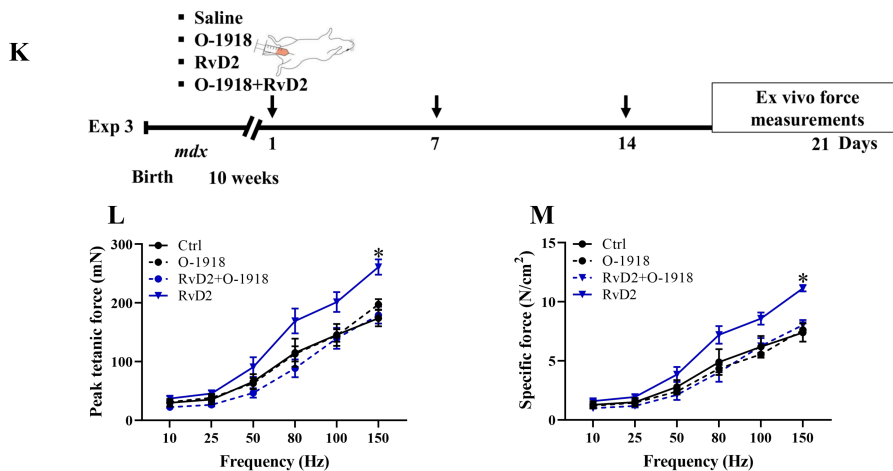 K
▪ Saline
▪ O-1918
▪ RvD2
▪ O-1918+RvD2
Exp 3
mdx
Birth
10 weeks
1
7
14
21 Days
Ex vivo force
measurements
L
Peak tetanic force (mN)
300
200
100
0
Ctrl
O-1918
RvD2+O-1918
RvD2
*
10 25 50 80 100 150
Frequency (Hz)
M
Specific force (N/cm²)
15
10
5
0
Ctrl
O-1918
RvD2+O-1918
RvD2
*
10 25 50 80 100 150
Frequency (Hz)